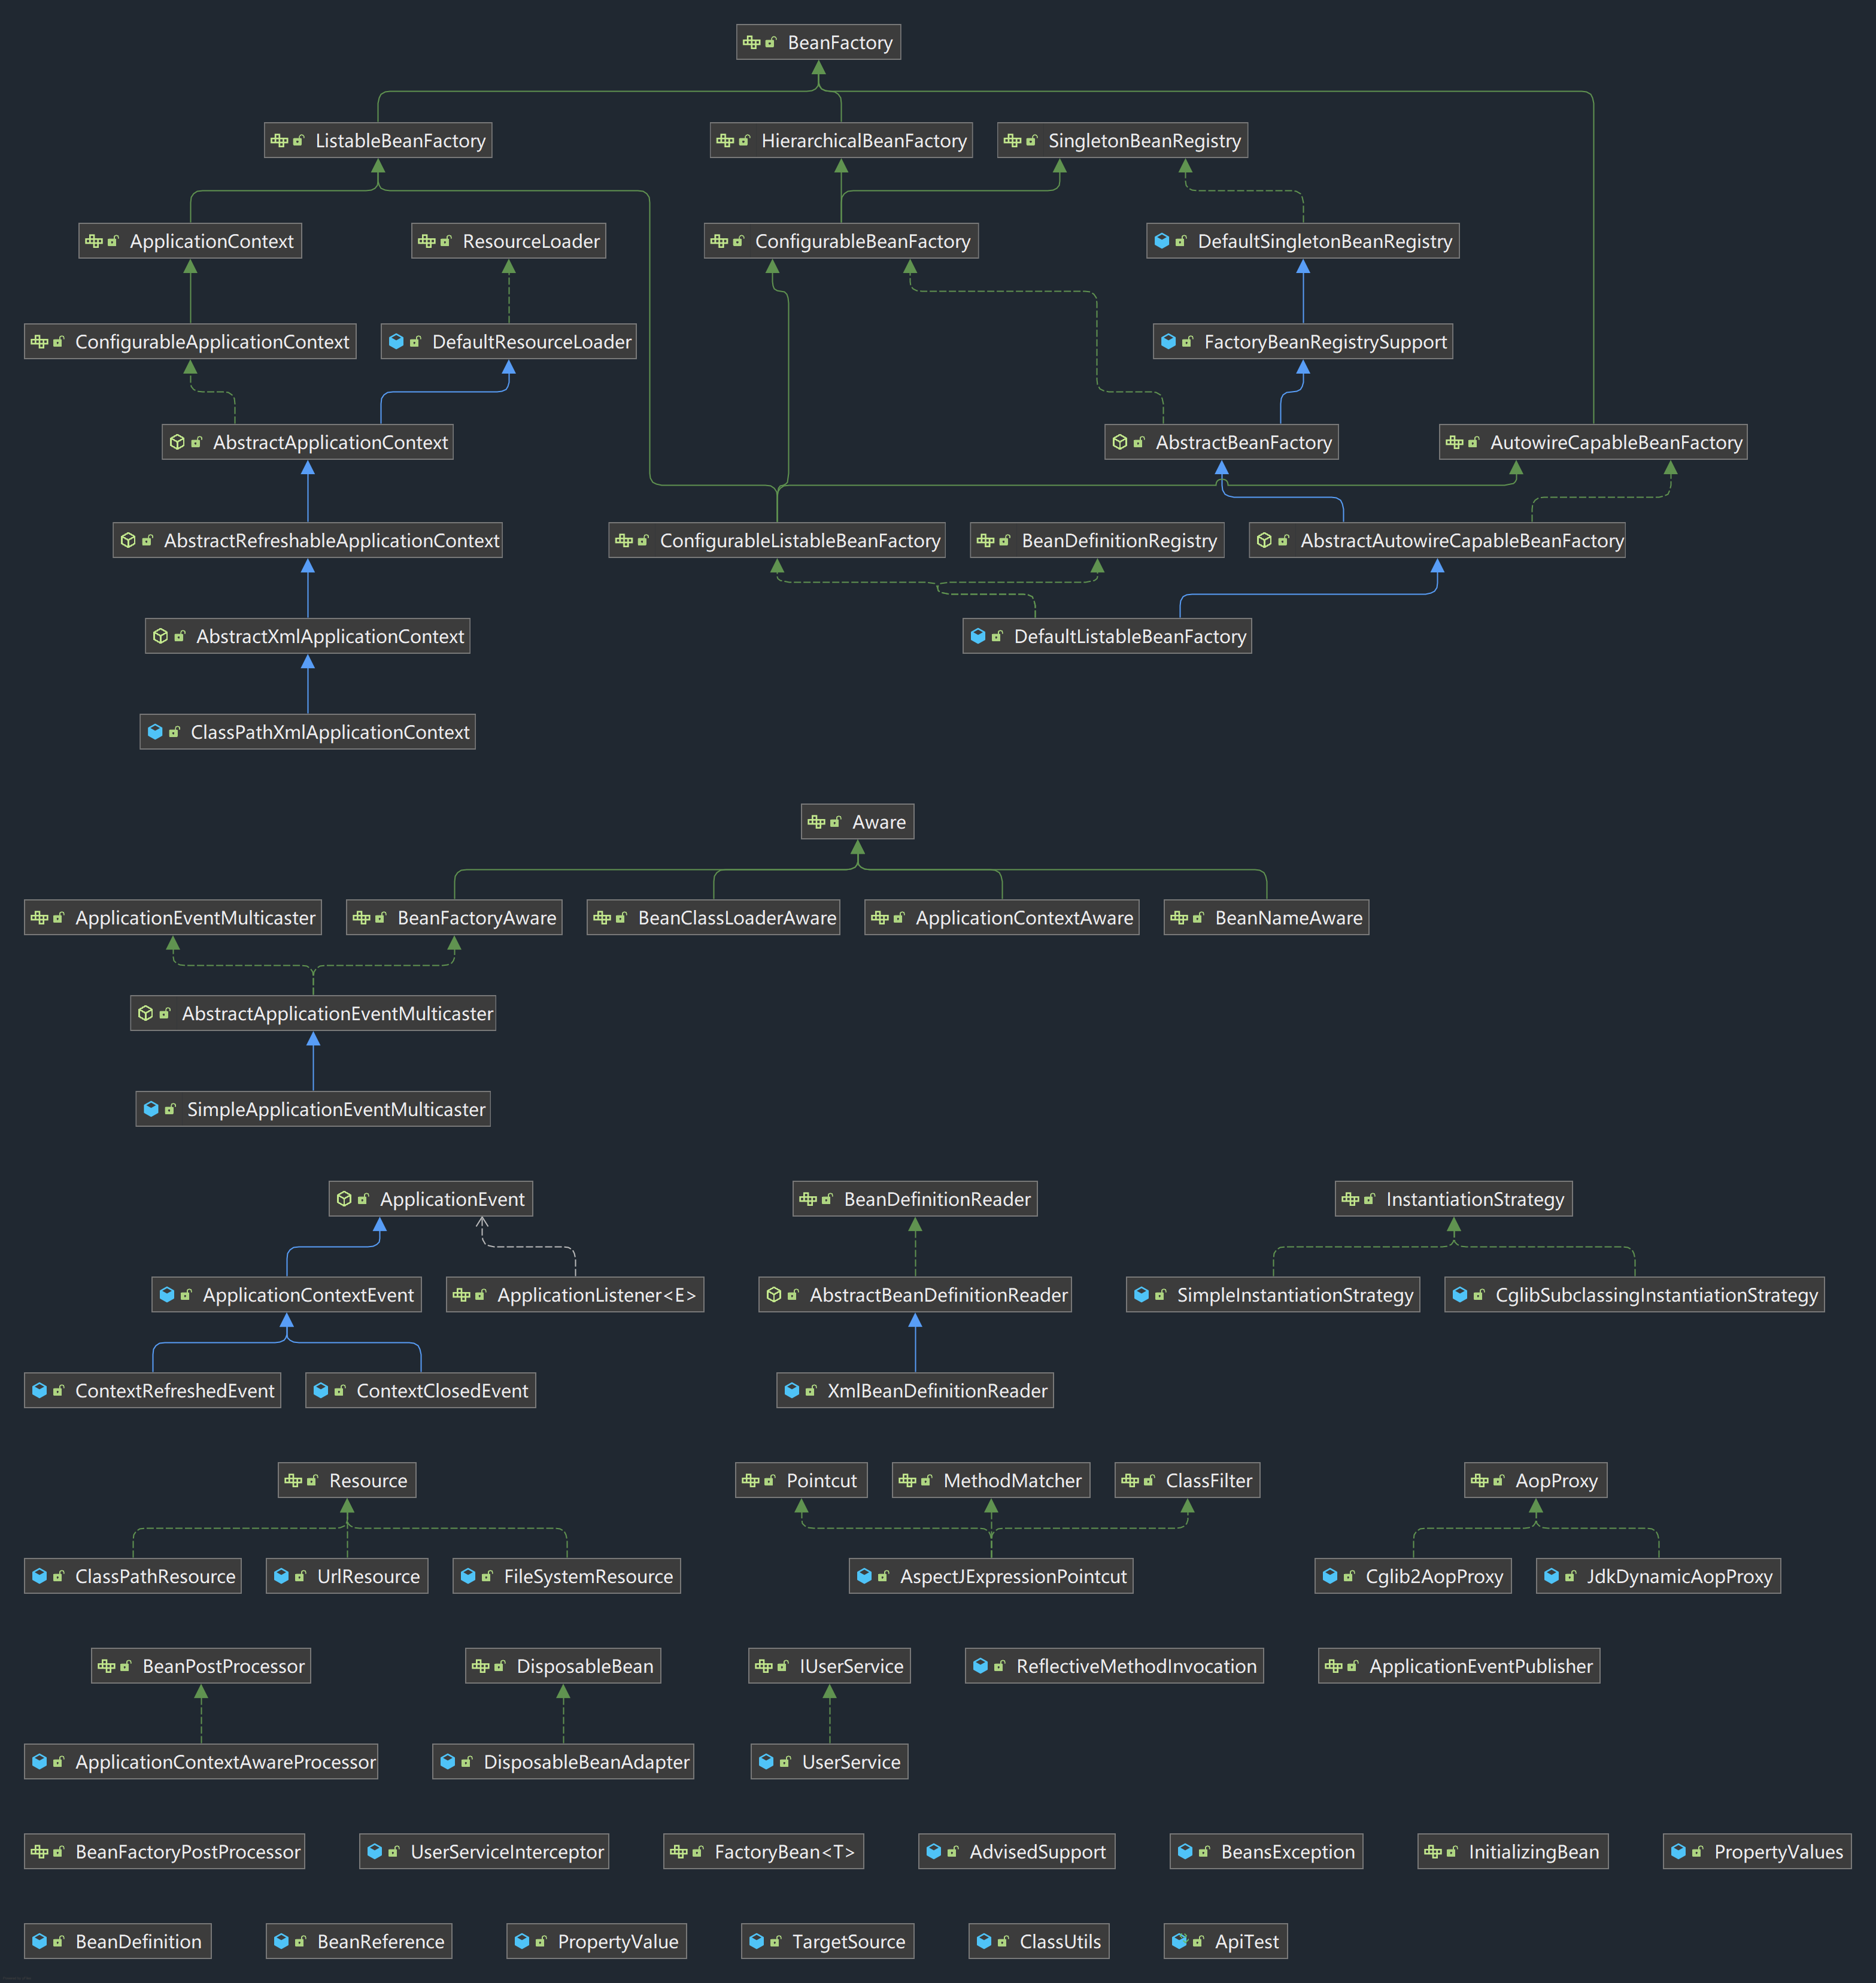 BeanFactory
ListableBeanFactory
HierarchicalBeanFactory
SingletonBeanRegistry
ApplicationContext
ResourceLoader
ConfigurableBeanFactory
DefaultSingletonBeanRegistry
ConfigurableApplicationContext
DefaultResourceLoader
FactoryBeanRegistrySupport
AbstractApplicationContext
AbstractBeanFactory
AutowireCapableBeanFactory
AbstractRefreshableApplicationContext
ConfigurableListableBeanFactory
BeanDefinitionRegistry
AbstractAutowireCapableBeanFactory
AbstractXmlApplicationContext
DefaultListableBeanFactory
ClassPathXmlApplicationContext
Aware
ApplicationEventMulticaster
BeanFactoryAware
BeanClassLoaderAware
ApplicationContextAware
BeanNameAware
AbstractApplicationEventMulticaster
SimpleApplicationEventMulticaster
ApplicationEvent
BeanDefinitionReader
InstantiationStrategy
ApplicationContextEvent
ApplicationListener<E>
AbstractBeanDefinitionReader
SimpleInstantiationStrategy
CglibSubclassingInstantiationStrategy
ContextRefreshedEvent
ContextClosedEvent
XmlBeanDefinitionReader
Resource
Pointcut
MethodMatcher
ClassFilter
AopProxy
ClassPathResource
UrlResource
FileSystemResource
AspectJExpressionPointcut
Cglib2AopProxy
JdkDynamicAopProxy
BeanPostProcessor
DisposableBean
IUserService
ReflectiveMethodInvocation
ApplicationEventPublisher
ApplicationContextAwareProcessor
DisposableBeanAdapter
UserService
BeanFactoryPostProcessor
UserServiceInterceptor
FactoryBean<T>
AdvisedSupport
BeansException
InitializingBean
PropertyValues
BeanDefinition
BeanReference
PropertyValue
TargetSource
ClassUtils
ApiTest